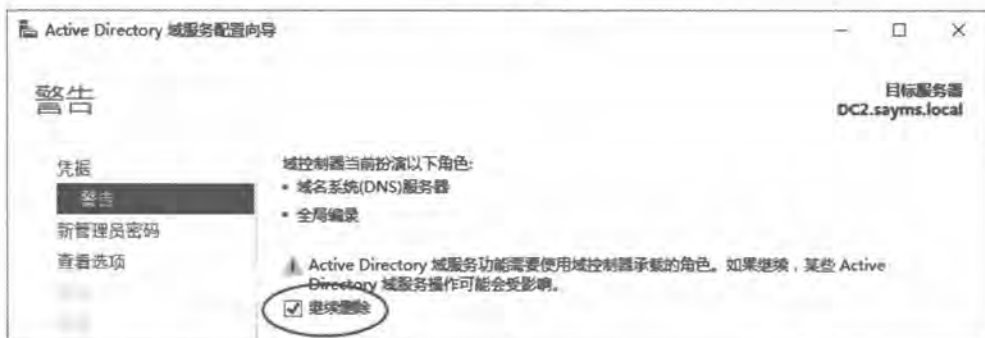 Active Directory 域服务配置向导
警告
目标服务器
DC2.sayms.local
凭据
警告
新管理员密码
查看选项
域控制器当前扮演以下角色:
• 域名系统(DNS)服务器
• 全局编录
Active Directory 域服务功能需要使用域控制器承载的角色。如果继续，某些 Active
Directory 域服务操作可能会受影响。
继续删除